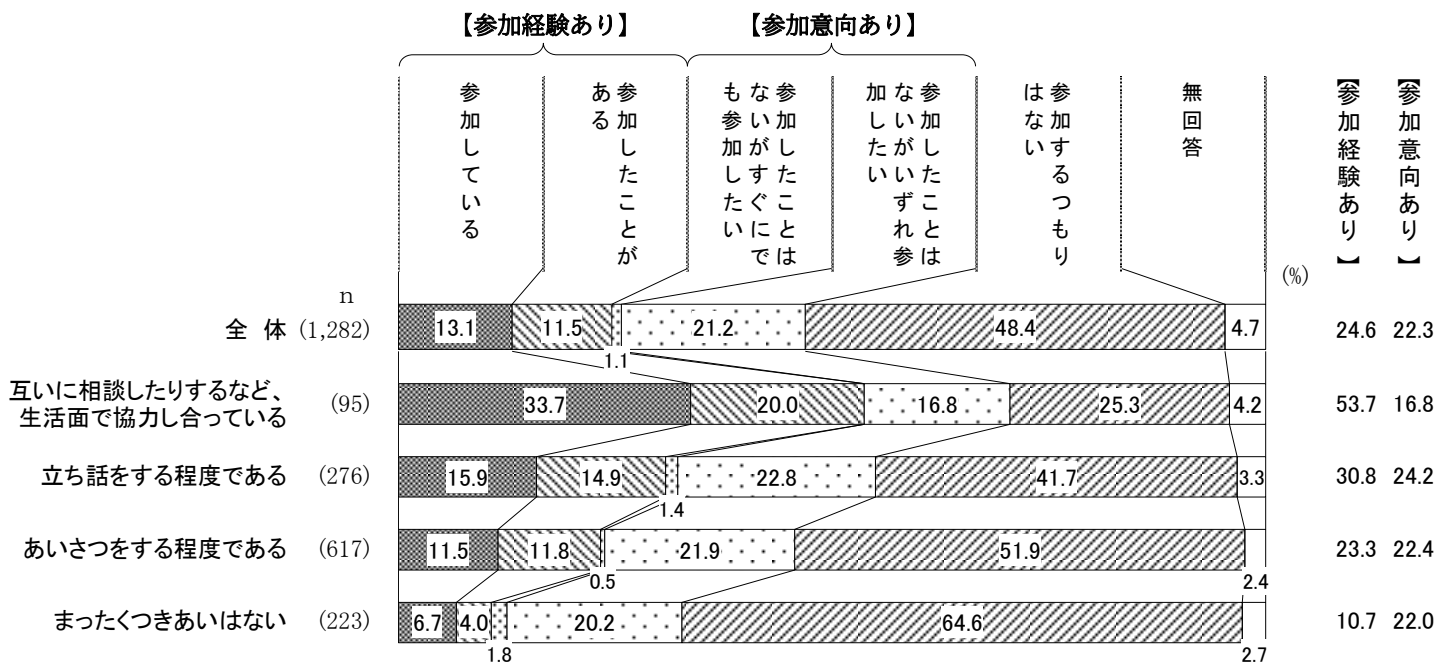 【参加経験あり】 【参加意向あり】
参加している
参加したことが
ある
参加したことは
ないがすぐにで
も参加したい
参加したことは
ないがいずれ参
加したい
参加するつもり
はない
無回答
【参加経験あり】
【参加意向あり】
(%)
n
全 体 (1,282) 13.1 11.5 21.2 48.4 4.7 24.6 22.3
1.1
互いに相談したりするなど、
生活面で協力し合っている (95) 33.7 20.0 16.8 25.3 4.2 53.7 16.8
立ち話をする程度である (276) 15.9 14.9 22.8 41.7 3.3 30.8 24.2
1.4
あいさつをする程度である (617) 11.5 11.8 21.9 51.9 23.3 22.4
0.5 2.4
まったくつきあいはない (223) 6.7 4.0 20.2 64.6 10.7 22.0
1.8 2.7